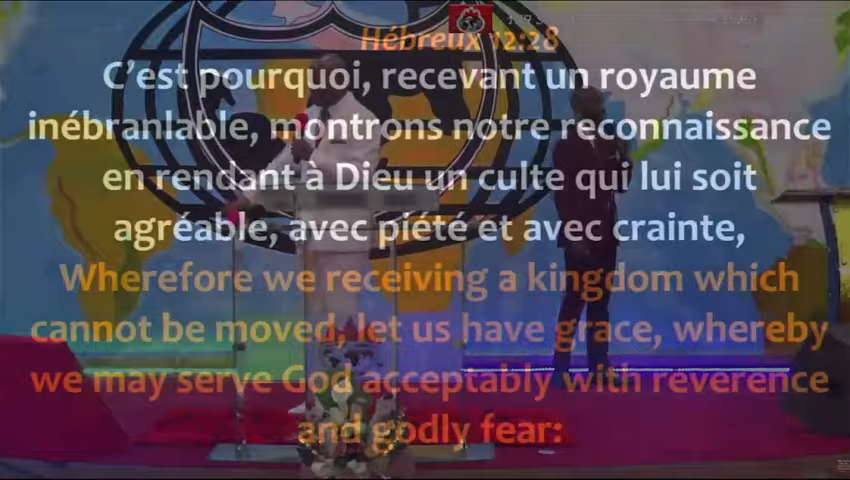 Hébreux 12:28
C’est pourquoi, recevant un royaume
inébranlable, montrons notre reconnaissance
en rendant à Dieu un culte qui lui soit
agréable, avec piété et avec crainte,
Wherefore we receiving a kingdom which
cannot be moved, let us have grace, whereby
we may serve God acceptably with reverence
and godly fear: